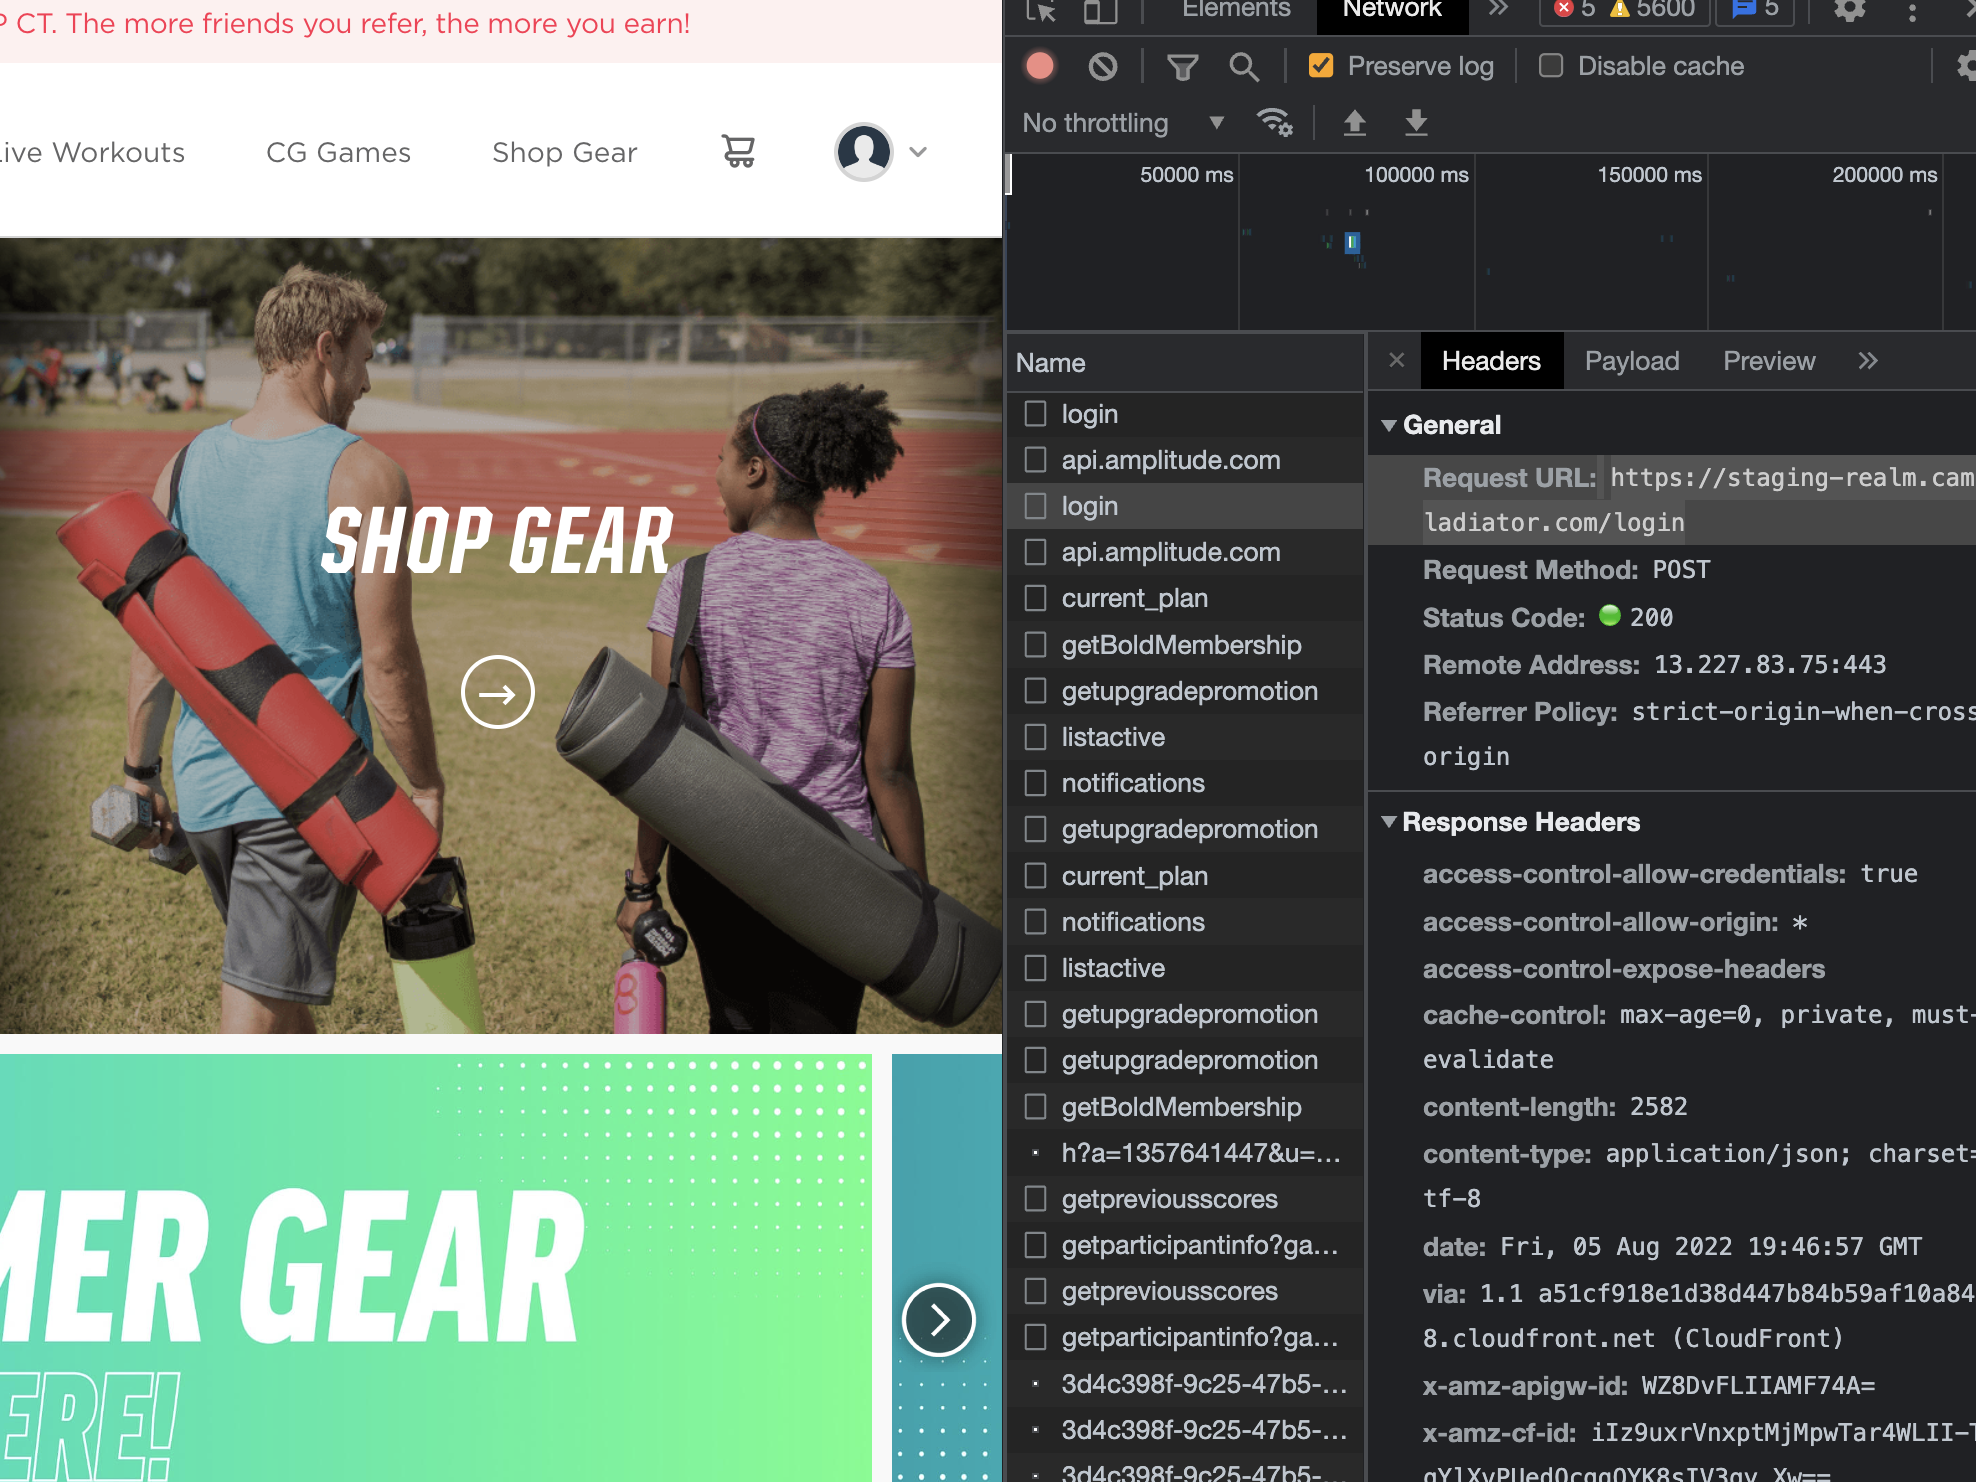 P CT. The more friends you refer, the more you earn!
Live Workouts
CG Games
Shop Gear
SHOP GEAR
MER GEAR
ERE!
Elements
Network
5
5600
5
Preserve log
Disable cache
No throttling
50000 ms
100000 ms
150000 ms
200000 ms
Name
login
api.amplitude.com
login
api.amplitude.com
current_plan
getBoldMembership
getupgradepromotion
listactive
notifications
getupgradepromotion
current_plan
notifications
listactive
getupgradepromotion
getupgradepromotion
getBoldMembership
h?a=1357641447&u=...
getpreviousscores
getparticipantinfo?ga...
getpreviousscores
getparticipantinfo?ga...
3d4c398f-9c25-47b5-...
3d4c398f-9c25-47b5-...
3d4c398f-9c25-47b5-...
Headers
Payload
Preview
General
Request URL: https://staging-realm.cam
ladiator.com/login
Request Method: POST
Status Code: 200
Remote Address: 13.227.83.75:443
Referrer Policy: strict-origin-when-cross
origin
Response Headers
access-control-allow-credentials: true
access-control-allow-origin: *
access-control-expose-headers
cache-control: max-age=0, private, must-
evalidate
content-length: 2582
content-type: application/json; charset=
tf-8
date: Fri, 05 Aug 2022 19:46:57 GMT
via: 1.1 a51cf918e1d38d447b84b59af10a84
8.cloudfront.net (CloudFront)
x-amz-apigw-id: WZ8DvFLIIAMF74A=
x-amz-cf-id: iIz9uxrVnxptMjMpwTar4WLII-T